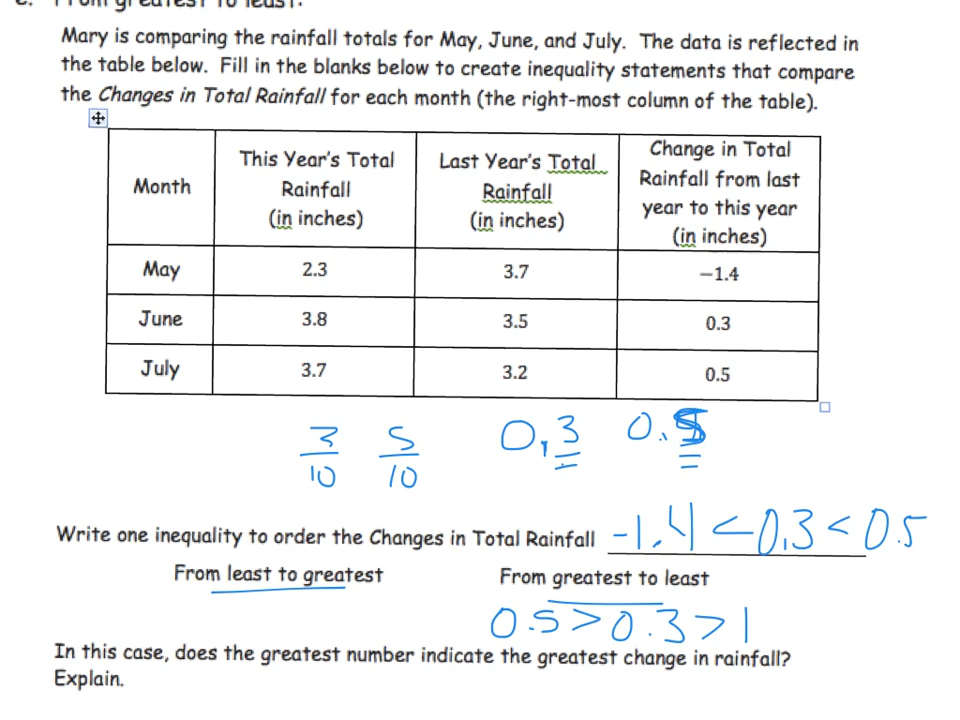 From greatest to least:
Mary is comparing the rainfall totals for May, June, and July. The data is reflected in
the table below. Fill in the blanks below to create inequality statements that compare
the Changes in Total Rainfall for each month (the right-most column of the table).
Month This Year's Total Rainfall (in inches) Last Year's Total Rainfall (in inches) Change in Total Rainfall from last year to this year (in inches)
May 2.3 3.7 −1.4
June 3.8 3.5 0.3
July 3.7 3.2 0.5
3/10 5/10 0,3 0.5
Write one inequality to order the Changes in Total Rainfall -1.4 < 0.3 < 0.5
From least to greatest From greatest to least
0.5 > 0.3 > 1
In this case, does the greatest number indicate the greatest change in rainfall?
Explain.